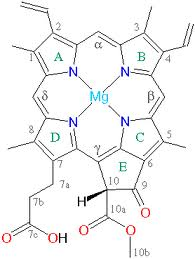 2 α 3
1 A B 4
N N
δ Mg β
N N
8 D C 5
γ
7 E 6
7a 10 9
H O
7b 10a
O 7c OH O O
10b